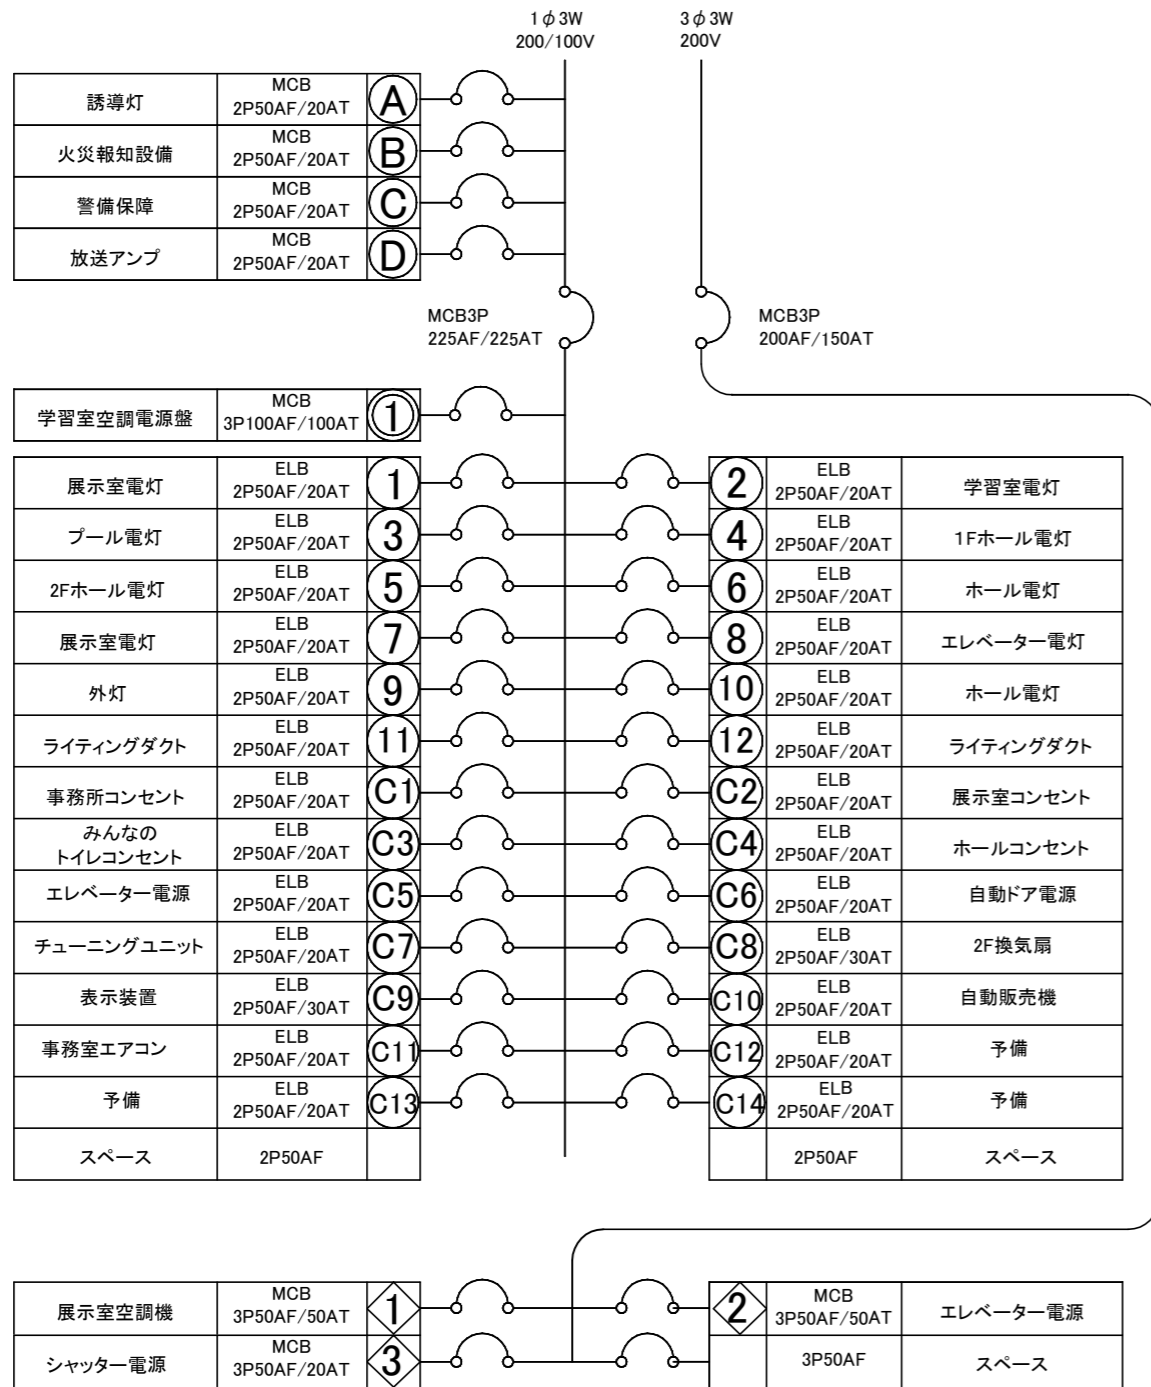 1φ3W
200/100V
3φ3W
200V
誘導灯
MCB
2P50AF/20AT
A
火災報知設備
MCB
2P50AF/20AT
B
警備保障
MCB
2P50AF/20AT
C
放送アンプ
MCB
2P50AF/20AT
D
MCB3P
225AF/225AT
MCB3P
200AF/150AT
学習室空調電源盤
MCB
3P100AF/100AT
1
展示室電灯
ELB
2P50AF/20AT
1
2
ELB
2P50AF/20AT
学習室電灯
プール電灯
ELB
2P50AF/20AT
3
4
ELB
2P50AF/20AT
1Fホール電灯
2Fホール電灯
ELB
2P50AF/20AT
5
6
ELB
2P50AF/20AT
ホール電灯
展示室電灯
ELB
2P50AF/20AT
7
8
ELB
2P50AF/20AT
エレベーター電灯
外灯
ELB
2P50AF/20AT
9
10
ELB
2P50AF/20AT
ホール電灯
ライティングダクト
ELB
2P50AF/20AT
11
12
ELB
2P50AF/20AT
ライティングダクト
事務所コンセント
ELB
2P50AF/20AT
C1
C2
ELB
2P50AF/20AT
展示室コンセント
みんなの
トイレコンセント
ELB
2P50AF/20AT
C3
C4
ELB
2P50AF/20AT
ホールコンセント
エレベーター電源
ELB
2P50AF/20AT
C5
C6
ELB
2P50AF/20AT
自動ドア電源
チューニングユニット
ELB
2P50AF/20AT
C7
C8
ELB
2P50AF/30AT
2F換気扇
表示装置
ELB
2P50AF/30AT
C9
C10
ELB
2P50AF/20AT
自動販売機
事務室エアコン
ELB
2P50AF/20AT
C11
C12
ELB
2P50AF/20AT
予備
予備
ELB
2P50AF/20AT
C13
C14
ELB
2P50AF/20AT
予備
スペース
2P50AF
2P50AF
スペース
展示室空調機
MCB
3P50AF/50AT
1
2
MCB
3P50AF/50AT
エレベーター電源
シャッター電源
MCB
3P50AF/20AT
3
3P50AF
スペース